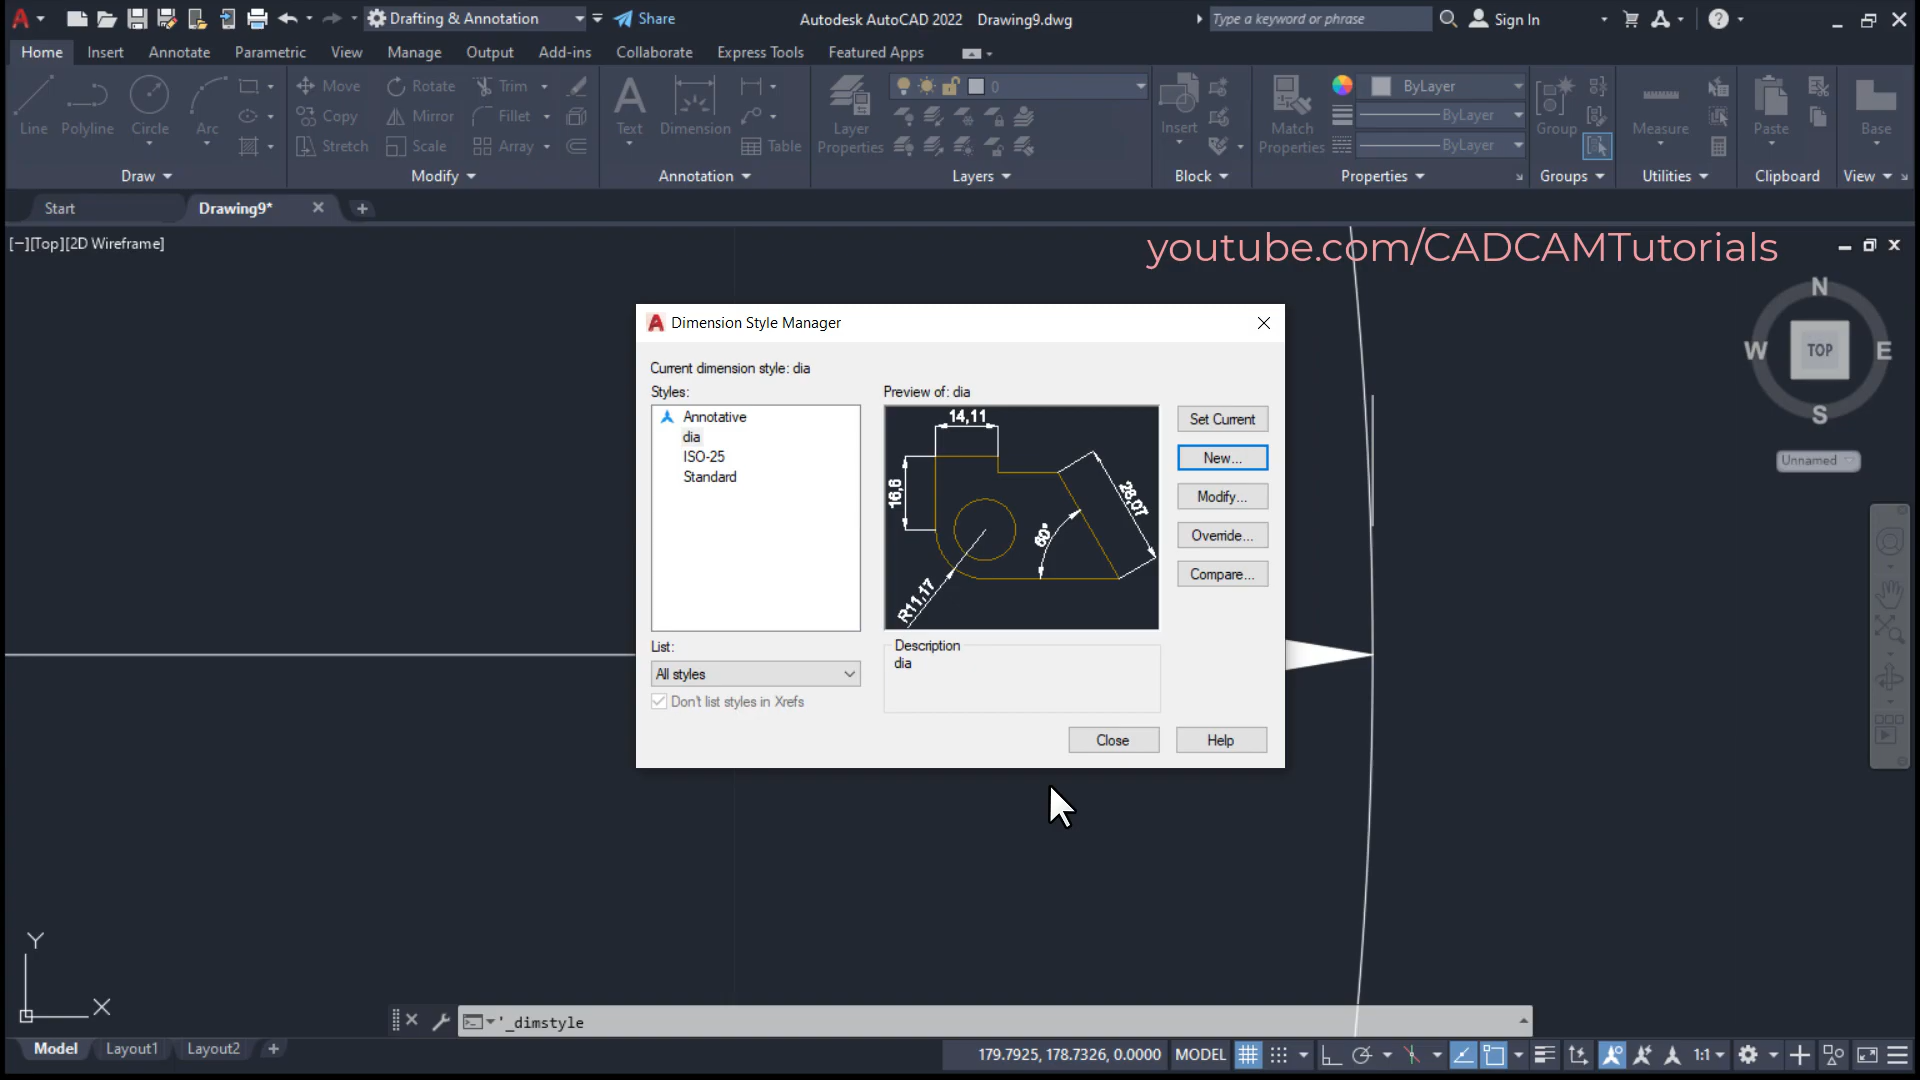 Drafting & Annotation
Share
Autodesk AutoCAD 2022 Drawing9.dwg
Type a keyword or phrase
Sign In
Home Insert Annotate Parametric View Manage Output Add-ins Collaborate Express Tools Featured Apps
Line Polyline Circle Arc
Move Rotate Trim
Copy Mirror Fillet
Stretch Scale Array
Text Dimension
Table
Layer
Properties
0
Insert
Match
Properties
ByLayer
ByLayer
ByLayer
Group
Measure
Paste
Base
Draw Modify Annotation Layers Block Properties Groups Utilities Clipboard View
Start Drawing9*
[−][Top][2D Wireframe]
youtube.com/CADCAMTutorials
N
W TOP E
S
Unnamed
Dimension Style Manager
Current dimension style: dia
Styles: Preview of: dia
Annotative
dia
ISO-25
Standard
14,11
16,6
28,07
60°
R11,17
Set Current
New...
Modify...
Override...
Compare...
List:
All styles
Don't list styles in Xrefs
Description
dia
Close Help
Y
X
'_dimstyle
Model Layout1 Layout2
179.7925, 178.7326, 0.0000 MODEL
1:1